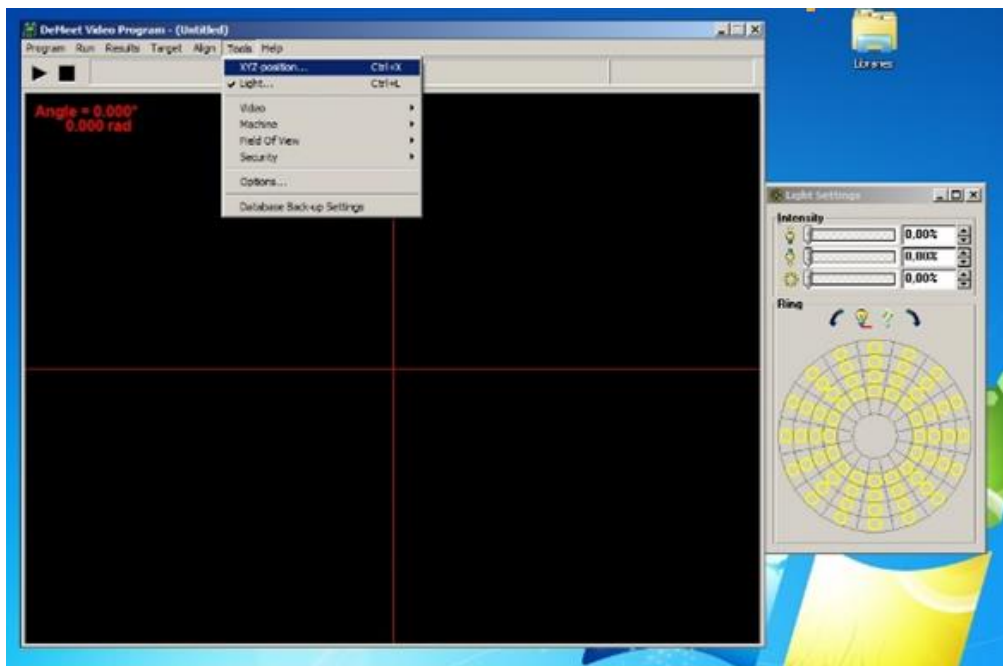 DeMeet Video Program - (Untitled)
Program Run Results Target Align Tools Help
XYZ-position... Ctrl+X
Light... Ctrl+L
Video
Machine
Field Of View
Security
Options...
Database Back-up Settings
Angle = 0.000°
0.000 rad
Libraries
Light Settings
Intensity
0,00%
0,00%
0,00%
Ring